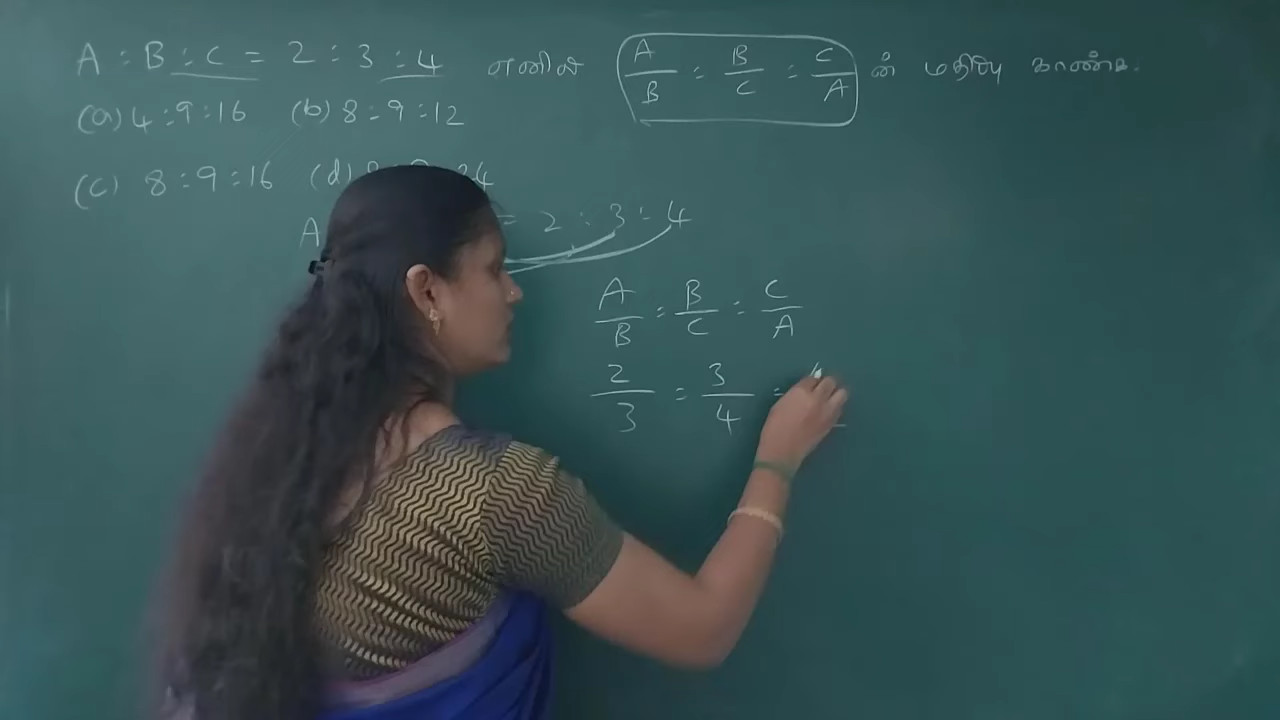 A : B : C = 2 : 3 : 4 எனில் A/B : B/C : C/A ன் மதிப்பு காண்க.
(a) 4 : 9 : 16 (b) 8 : 9 : 12
(c) 8 : 9 : 16 (d) 24
A = 2 : 3 : 4
A/B = B/C = C/A
2/3 = 3/4 =